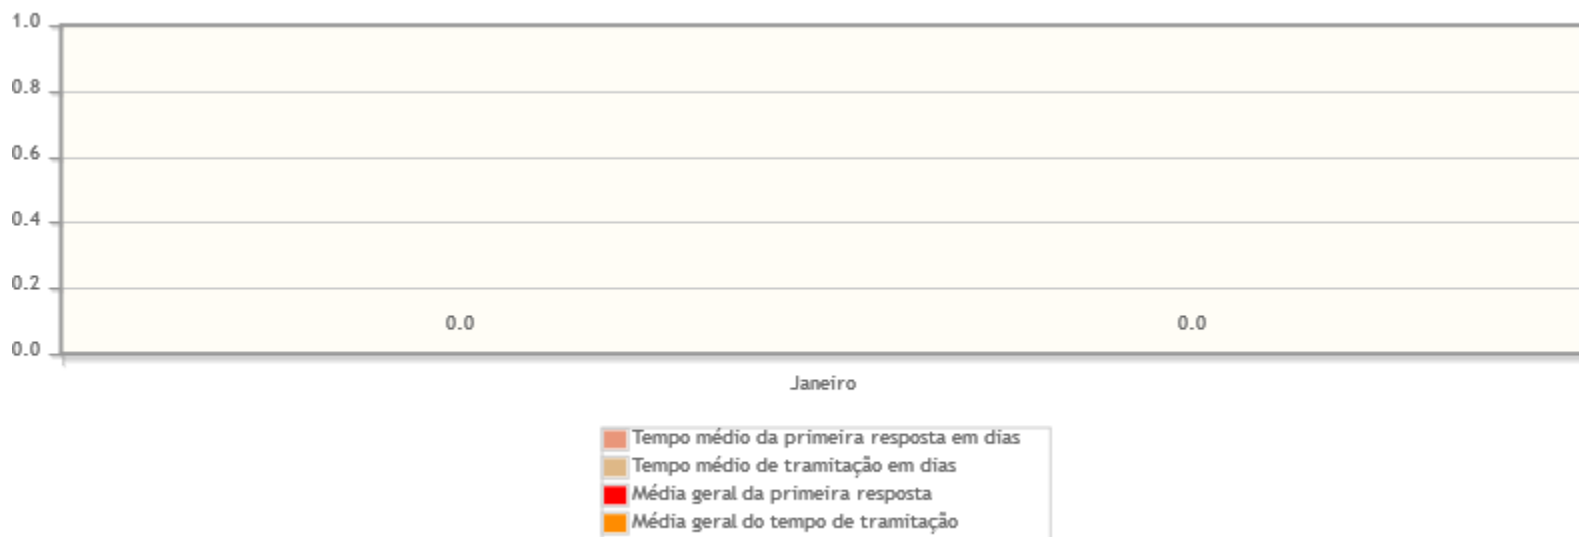 1.0
0.8
0.6
0.4
0.2
0.0
0.0 0.0
Janeiro
Tempo médio da primeira resposta em dias
Tempo médio de tramitação em dias
Média geral da primeira resposta
Média geral do tempo de tramitação